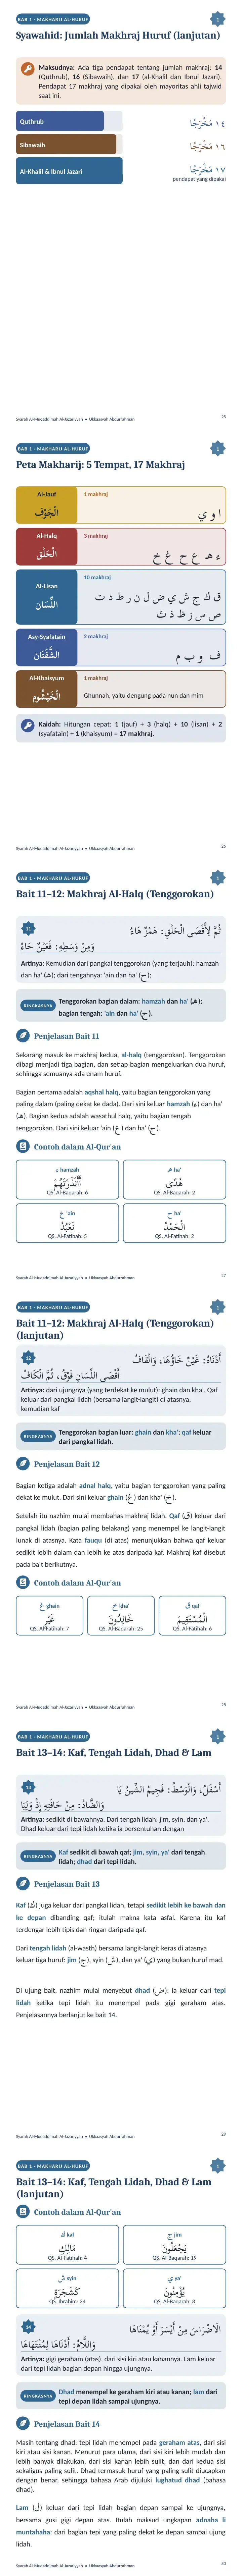 BAB 1 · MAKHARIJ AL-HURUF
1
Syawahid: Jumlah Makhraj Huruf (lanjutan)
Maksudnya: Ada tiga pendapat tentang jumlah makhraj: 14
(Quthrub), 16 (Sibawaih), dan 17 (al-Khalil dan Ibnul Jazari).
Pendapat 17 makhraj yang dipakai oleh mayoritas ahli tajwid
saat ini.
Quthrub
١٤ مَخْرَجًا
Sibawaih
١٦ مَخْرَجًا
Al-Khalil & Ibnul Jazari
١٧ مَخْرَجًا
pendapat yang dipakai
Syarah Al-Muqaddimah Al-Jazariyyah • Ukkaasyah Abdurrahman
25
BAB 1 · MAKHARIJ AL-HURUF
1
Peta Makharij: 5 Tempat, 17 Makhraj
Al-Jauf
الْجَوْف
1 makhraj
ا و ي
Al-Halq
الْحَلْق
3 makhraj
ء هـ ع ح غ خ
Al-Lisan
اللِّسَان
10 makhraj
ق ك ج ش ي ض ل ن ر ط د ت
ص س ز ظ ذ ث
Asy-Syafatain
الشَّفَتَان
2 makhraj
ف و ب م
Al-Khaisyum
الْخَيْشُوم
1 makhraj
Ghunnah, yaitu dengung pada nun dan mim
Kaidah: Hitungan cepat: 1 (jauf) + 3 (halq) + 10 (lisan) + 2
(syafatain) + 1 (khaisyum) = 17 makhraj.
Syarah Al-Muqaddimah Al-Jazariyyah • Ukkaasyah Abdurrahman
26
BAB 1 · MAKHARIJ AL-HURUF
1
Bait 11–12: Makhraj Al-Halq (Tenggorokan)
11
ثُمَّ لِأَقْصَى الْحَلْقِ: هَمْزٌ هَاءُ
وَمِنْ وَسَطِهِ: فَعَيْنٌ حَاءُ
Artinya: Kemudian dari pangkal tenggorokan (yang terjauh): hamzah
dan ha' (هـ); dari tengahnya: 'ain dan ha' (ح);
RINGKASNYA
Tenggorokan bagian dalam: hamzah dan ha' (هـ);
bagian tengah: 'ain dan ha' (ح).
Penjelasan Bait 11
Sekarang masuk ke makhraj kedua, al-halq (tenggorokan). Tenggorokan
dibagi menjadi tiga bagian, dan setiap bagian mengeluarkan dua huruf,
sehingga semuanya ada enam huruf.
Bagian pertama adalah aqshal halq, yaitu bagian tenggorokan yang
paling dalam (paling dekat ke dada). Dari sini keluar hamzah (ء) dan ha'
(هـ). Bagian kedua adalah wasathul halq, yaitu bagian tengah
tenggorokan. Dari sini keluar 'ain (ع) dan ha' (ح).
Contoh dalam Al-Qur'an
ء hamzah
أَأَنْذَرْتَهُمْ
QS. Al-Baqarah: 6
هـ ha'
هُدًى
QS. Al-Baqarah: 2
ع 'ain
نَعْبُدُ
QS. Al-Fatihah: 5
ح ha'
الْحَمْدُ
QS. Al-Fatihah: 2
Syarah Al-Muqaddimah Al-Jazariyyah • Ukkaasyah Abdurrahman
27
BAB 1 · MAKHARIJ AL-HURUF
1
Bait 11–12: Makhraj Al-Halq (Tenggorokan)
(lanjutan)
12
أَدْنَاهُ: غَيْنٌ خَاؤُهَا، وَالْقَافُ
أَقْصَى اللِّسَانِ فَوْقُ، ثُمَّ الْكَافُ
Artinya: dari ujungnya (yang terdekat ke mulut): ghain dan kha'. Qaf
keluar dari pangkal lidah (bersama langit-langit) di atasnya,
kemudian kaf
RINGKASNYA
Tenggorokan bagian luar: ghain dan kha'; qaf keluar
dari pangkal lidah.
Penjelasan Bait 12
Bagian ketiga adalah adnal halq, yaitu bagian tenggorokan yang paling
dekat ke mulut. Dari sini keluar ghain (غ) dan kha' (خ).
Setelah itu nazhim mulai membahas makhraj lidah. Qaf (ق) keluar dari
pangkal lidah (bagian paling belakang) yang menempel ke langit-langit
lunak di atasnya. Kata fauqu (di atas) menunjukkan bahwa qaf keluar
sedikit lebih dalam dan lebih ke atas daripada kaf. Makhraj kaf disebut
pada bait berikutnya.
Contoh dalam Al-Qur'an
غ ghain
غَيْرِ
QS. Al-Fatihah: 7
خ kha'
خَالِدُونَ
QS. Al-Baqarah: 25
ق qaf
الْمُسْتَقِيمَ
QS. Al-Fatihah: 6
Syarah Al-Muqaddimah Al-Jazariyyah • Ukkaasyah Abdurrahman
28
BAB 1 · MAKHARIJ AL-HURUF
1
Bait 13–14: Kaf, Tengah Lidah, Dhad & Lam
13
أَسْفَلُ، وَالْوَسْطُ: فَجِيمُ الشِّينُ يَا
وَالضَّادُ: مِنْ حَافَتِهِ إِذْ وَلِيَا
Artinya: sedikit di bawahnya. Dari tengah lidah: jim, syin, dan ya'.
Dhad keluar dari tepi lidah ketika ia bersentuhan dengan
RINGKASNYA
Kaf sedikit di bawah qaf; jim, syin, ya' dari tengah
lidah; dhad dari tepi lidah.
Penjelasan Bait 13
Kaf (ك) juga keluar dari pangkal lidah, tetapi sedikit lebih ke bawah dan
ke depan dibanding qaf; itulah makna kata asfal. Karena itu kaf
terdengar lebih tipis dan ringan daripada qaf.
Dari tengah lidah (al-wasth) bersama langit-langit keras di atasnya
keluar tiga huruf: jim (ج), syin (ش), dan ya' (ي) yang bukan huruf mad.
Di ujung bait, nazhim mulai menyebut dhad (ض): ia keluar dari tepi
lidah ketika tepi lidah itu menempel pada gigi geraham atas.
Penjelasannya berlanjut ke bait 14.
Syarah Al-Muqaddimah Al-Jazariyyah • Ukkaasyah Abdurrahman
29
BAB 1 · MAKHARIJ AL-HURUF
1
Bait 13–14: Kaf, Tengah Lidah, Dhad & Lam
(lanjutan)
Contoh dalam Al-Qur'an
ك kaf
مَالِكِ
QS. Al-Fatihah: 4
ج jim
يَجْعَلُونَ
QS. Al-Baqarah: 19
ش syin
كَشَجَرَةٍ
QS. Ibrahim: 24
ي ya'
يُؤْمِنُونَ
QS. Al-Baqarah: 3
14
الَاضْرَاسَ مِنْ أَيْسَرَ أَوْ يُمْنَاهَا
وَاللَّامُ: أَدْنَاهَا لِمُنْتَهَاهَا
Artinya: gigi geraham (atas), dari sisi kiri atau kanannya. Lam keluar
dari tepi lidah bagian depan hingga ujungnya.
RINGKASNYA
Dhad menempel ke geraham kiri atau kanan; lam dari
tepi depan lidah sampai ujungnya.
Penjelasan Bait 14
Masih tentang dhad: tepi lidah menempel pada geraham atas, dari sisi
kiri atau sisi kanan. Menurut para ulama, dari sisi kiri lebih mudah dan
lebih banyak dilakukan, dari sisi kanan lebih sulit, dan dari kedua sisi
sekaligus paling sulit. Dhad termasuk huruf yang paling sulit diucapkan
dengan benar, sehingga bahasa Arab dijuluki lughatud dhad (bahasa
dhad).
Lam (ل) keluar dari tepi lidah bagian depan sampai ke ujungnya,
bersama gusi gigi depan atas. Itulah maksud ungkapan adnaha li
muntahaha: dari bagian tepi yang paling dekat ke depan sampai ujung
lidah.
Syarah Al-Muqaddimah Al-Jazariyyah • Ukkaasyah Abdurrahman
30